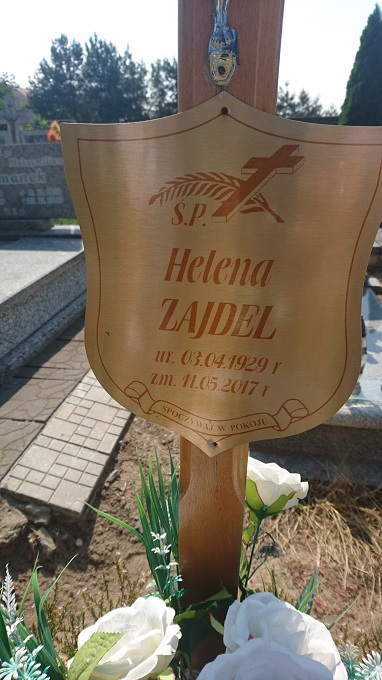 Ś.P.
Helena
ZAJDEL
ur. 03.04.1929 r
zm. 11.05.2017 r
SPOCZYWAJ W POKOJU